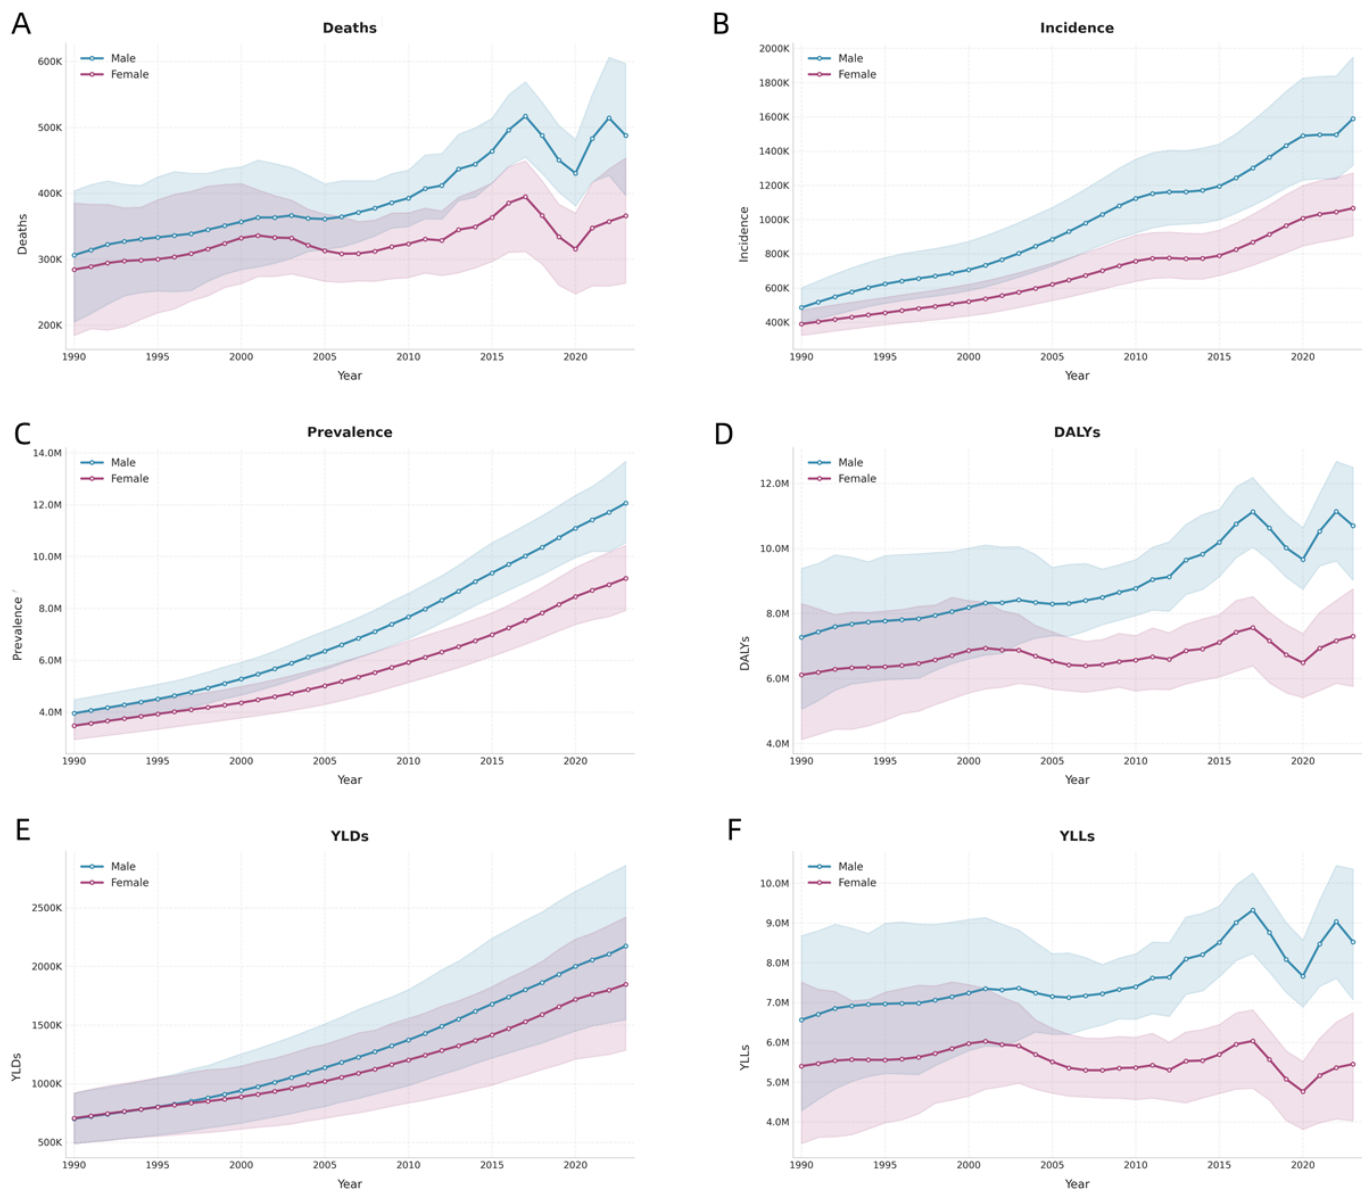 A
Deaths
Male
Female
600K
500K
400K
300K
200K
Deaths
1990 1995 2000 2005 2010 2015 2020
Year
B
Incidence
Male
Female
2000K
1800K
1600K
1400K
1200K
1000K
800K
600K
400K
Incidence
1990 1995 2000 2005 2010 2015 2020
Year
C
Prevalence
Male
Female
14.0M
12.0M
10.0M
8.0M
6.0M
4.0M
Prevalence
1990 1995 2000 2005 2010 2015 2020
Year
D
DALYs
Male
Female
12.0M
10.0M
8.0M
6.0M
4.0M
DALYs
1990 1995 2000 2005 2010 2015 2020
Year
E
YLDs
Male
Female
2500K
2000K
1500K
1000K
500K
YLDs
1990 1995 2000 2005 2010 2015 2020
Year
F
YLLs
Male
Female
10.0M
9.0M
8.0M
7.0M
6.0M
5.0M
4.0M
YLLs
1990 1995 2000 2005 2010 2015 2020
Year